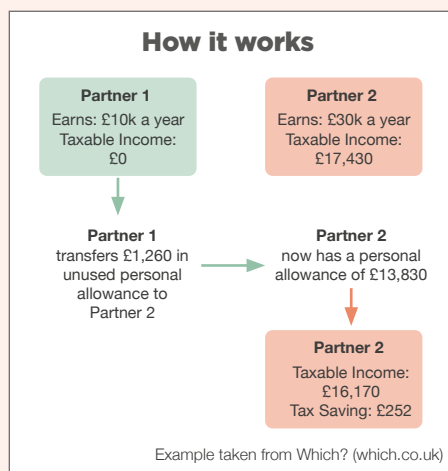 How it works
Partner 1
Earns: £10k a year
Taxable Income:
£0
Partner 2
Earns: £30k a year
Taxable Income:
£17,430
Partner 1
transfers £1,260 in
unused personal
allowance to
Partner 2
Partner 2
now has a personal
allowance of £13,830
Partner 2
Taxable Income:
£16,170
Tax Saving: £252
Example taken from Which? (which.co.uk)